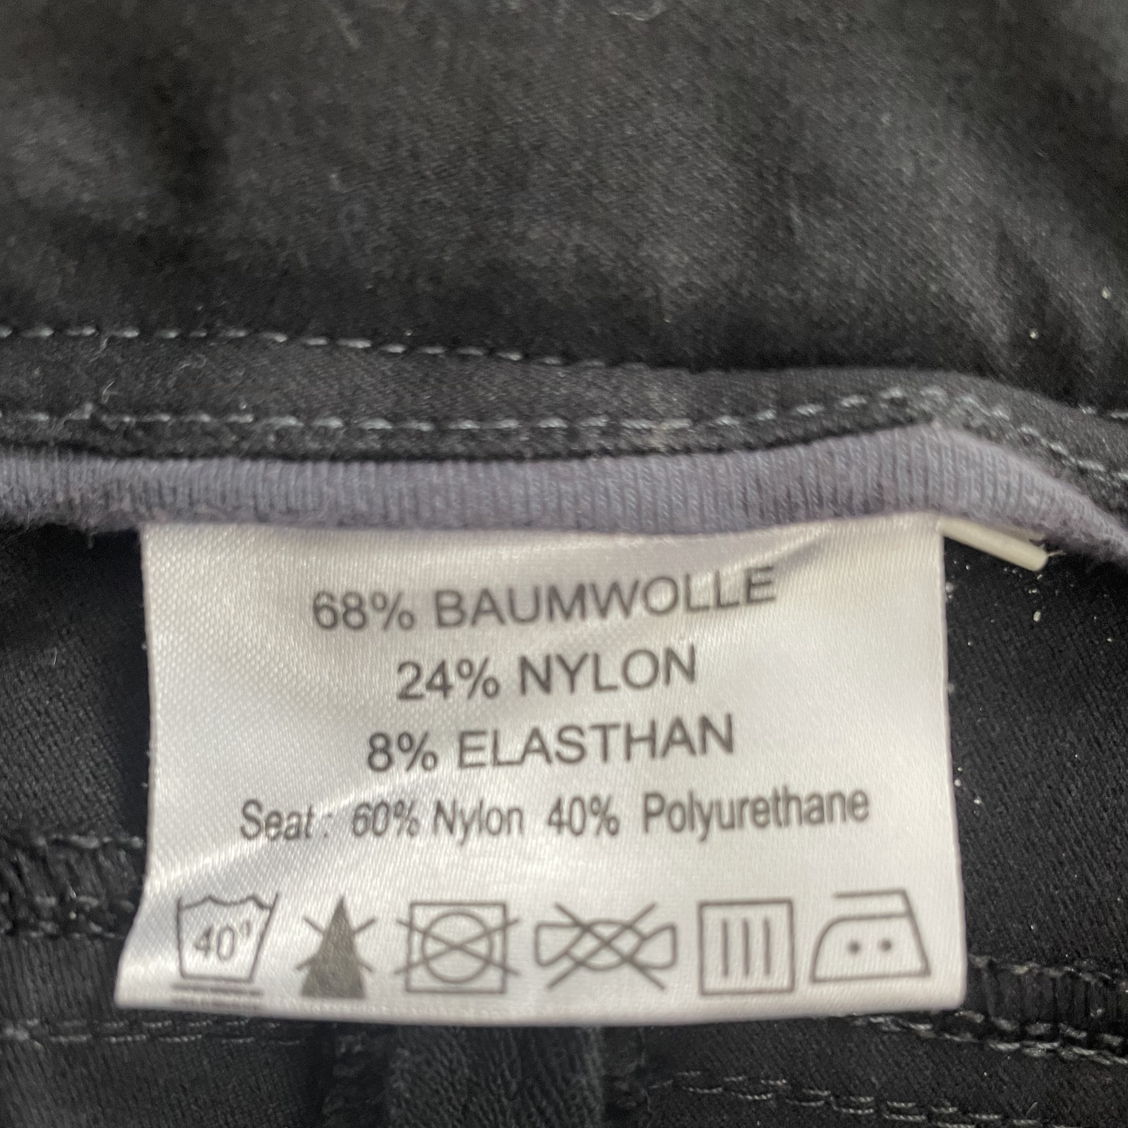 68% BAUMWOLLE
24% NYLON
8% ELASTHAN
Seat : 60% Nylon 40% Polyurethane
40°